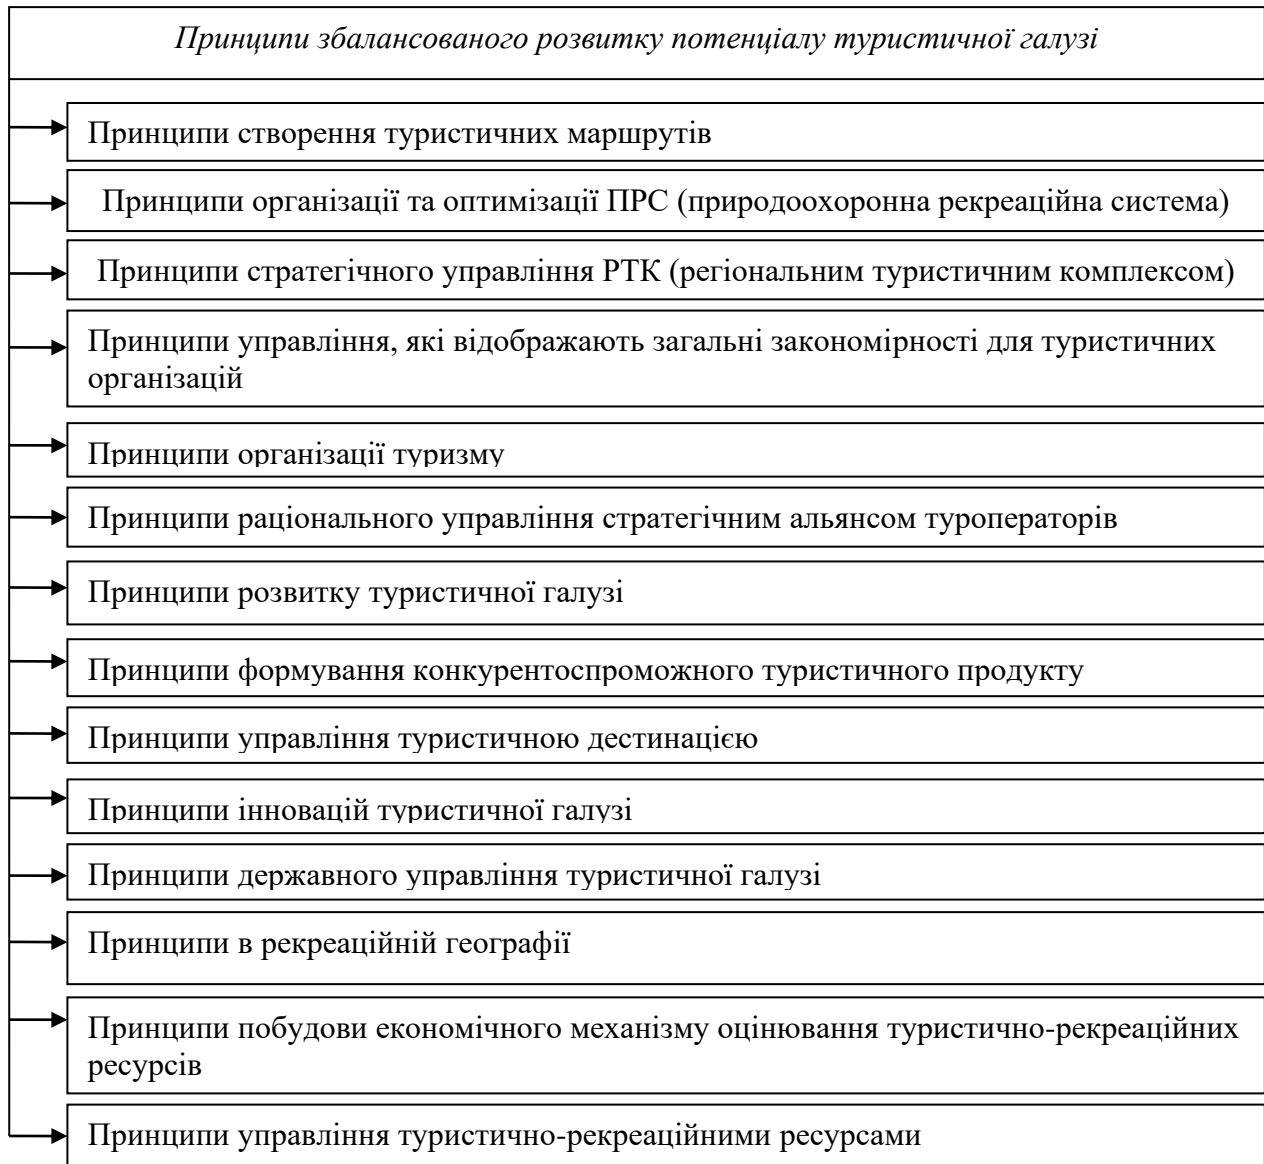 Принципи збалансованого розвитку потенціалу туристичної галузі
Принципи створення туристичних маршрутів
Принципи організації та оптимізації ПРС (природоохоронна рекреаційна система)
Принципи стратегічного управління РТК (регіональним туристичним комплексом)
Принципи управління, які відображають загальні закономірності для туристичних
організацій
Принципи організації туризму
Принципи раціонального управління стратегічним альянсом туроператорів
Принципи розвитку туристичної галузі
Принципи формування конкурентоспроможного туристичного продукту
Принципи управління туристичною дестинацією
Принципи інновацій туристичної галузі
Принципи державного управління туристичної галузі
Принципи в рекреаційній географії
Принципи побудови економічного механізму оцінювання туристично-рекреаційних
ресурсів
Принципи управління туристично-рекреаційними ресурсами